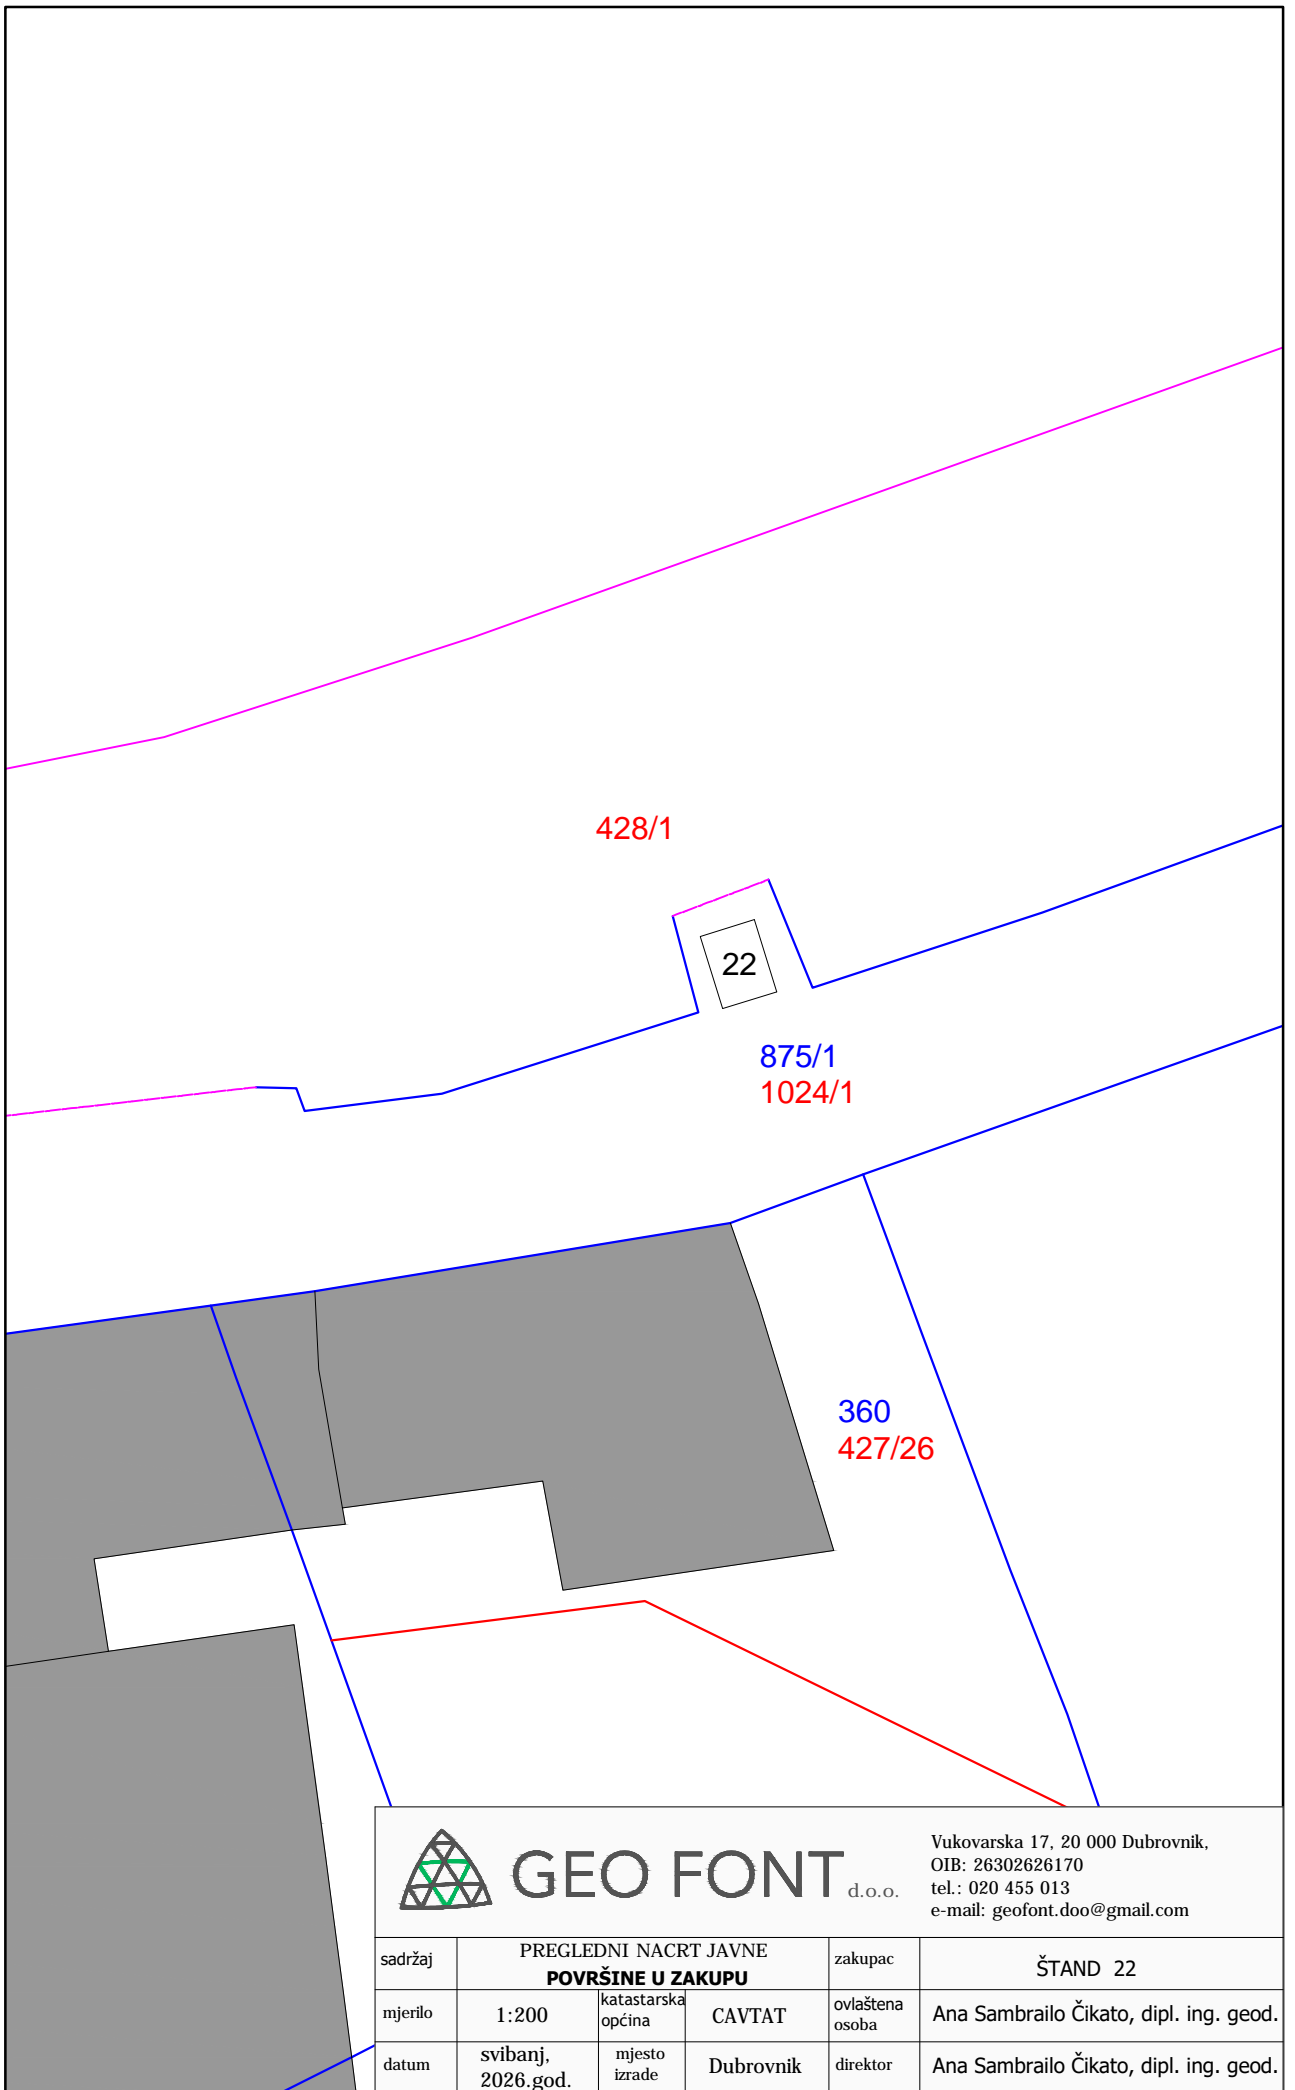 428/1
22
875/1
1024/1
360
427/26
GEO FONT d.o.o.
Vukovarska 17, 20 000 Dubrovnik,
OIB: 26302626170
tel.: 020 455 013
e-mail: geofont.doo@gmail.com
sadržaj
PREGLEDNI NACRT JAVNE
POVRŠINE U ZAKUPU
zakupac
ŠTAND 22
mjerilo
1:200
katastarska
općina
CAVTAT
ovlaštena
osoba
Ana Sambrailo Čikato, dipl. ing. geod.
datum
svibanj,
2026.god.
mjesto
izrade
Dubrovnik
direktor
Ana Sambrailo Čikato, dipl. ing. geod.